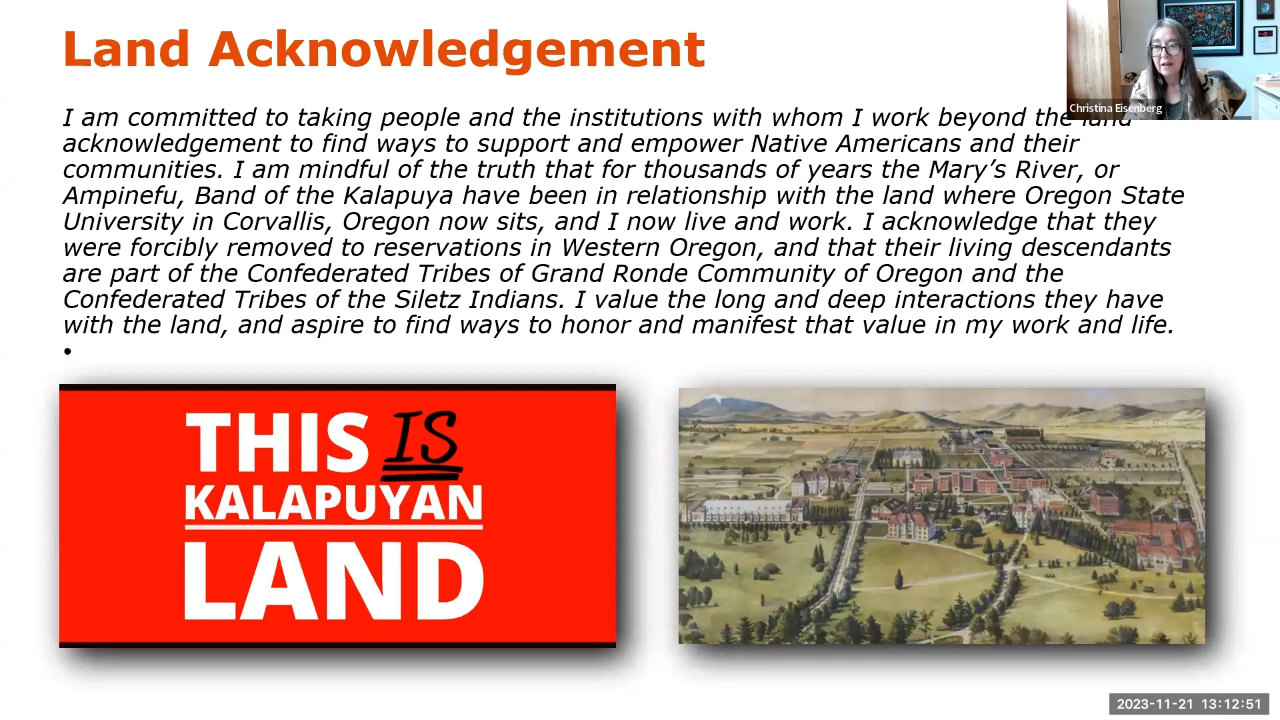 Land Acknowledgement
Christina Eisenberg
I am committed to taking people and the institutions with whom I work beyond the land
acknowledgement to find ways to support and empower Native Americans and their
communities. I am mindful of the truth that for thousands of years the Mary’s River, or
Ampinefu, Band of the Kalapuya have been in relationship with the land where Oregon State
University in Corvallis, Oregon now sits, and I now live and work. I acknowledge that they
were forcibly removed to reservations in Western Oregon, and that their living descendants
are part of the Confederated Tribes of Grand Ronde Community of Oregon and the
Confederated Tribes of the Siletz Indians. I value the long and deep interactions they have
with the land, and aspire to find ways to honor and manifest that value in my work and life.
•
THIS IS
KALAPUYAN
LAND
2023-11-21 13:12:51